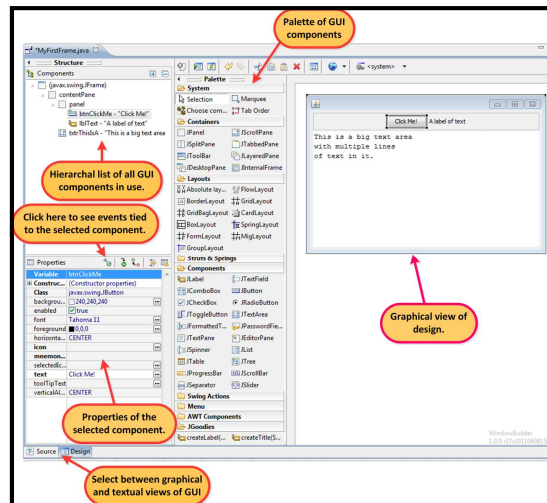 Palette of GUI
components
*MyFirstFrame.java
Structure
Components
(javax.swing.JFrame)
contentPane
panel
btnClickMe - "Click Me!"
lblText - "A label of text"
txtrThisIsA - "This is a big text area
Hierarchal list of all GUI
components in use.
Click here to see events tied
to the selected component.
Properties
Variable btnClickMe
Construc... (Constructor properties)
Class javax.swing.JButton
backgrou... 240,240,240
enabled true
font Tahoma 11
foreground 0,0,0
horizonta... CENTER
icon
mnemon...
selectedIc...
text Click Me!
toolTipText
verticalAl... CENTER
Properties of the
selected component.
Source Design
Select between graphical
and textual views of GUI
<system>
Palette
System
Selection Marquee
Choose com... Tab Order
Containers
JPanel JScrollPane
JSplitPane JTabbedPane
JToolBar JLayeredPane
JDesktopPane JInternalFrame
Layouts
Absolute lay... FlowLayout
BorderLayout GridLayout
GridBagLayout CardLayout
BoxLayout SpringLayout
FormLayout MigLayout
GroupLayout
Struts & Springs
Components
JLabel JTextField
JComboBox JButton
JCheckBox JRadioButton
JToggleButton JTextArea
JFormattedT... JPasswordFie...
JTextPane JEditorPane
JSpinner JList
JTable JTree
JProgressBar JScrollBar
JSeparator JSlider
Swing Actions
Menu
AWT Components
JGoodies
createLabel(... createTitle(S...
Click Me! A label of text
This is a big text area
with multiple lines
of text in it.
Graphical view of
design.
WindowBuilder